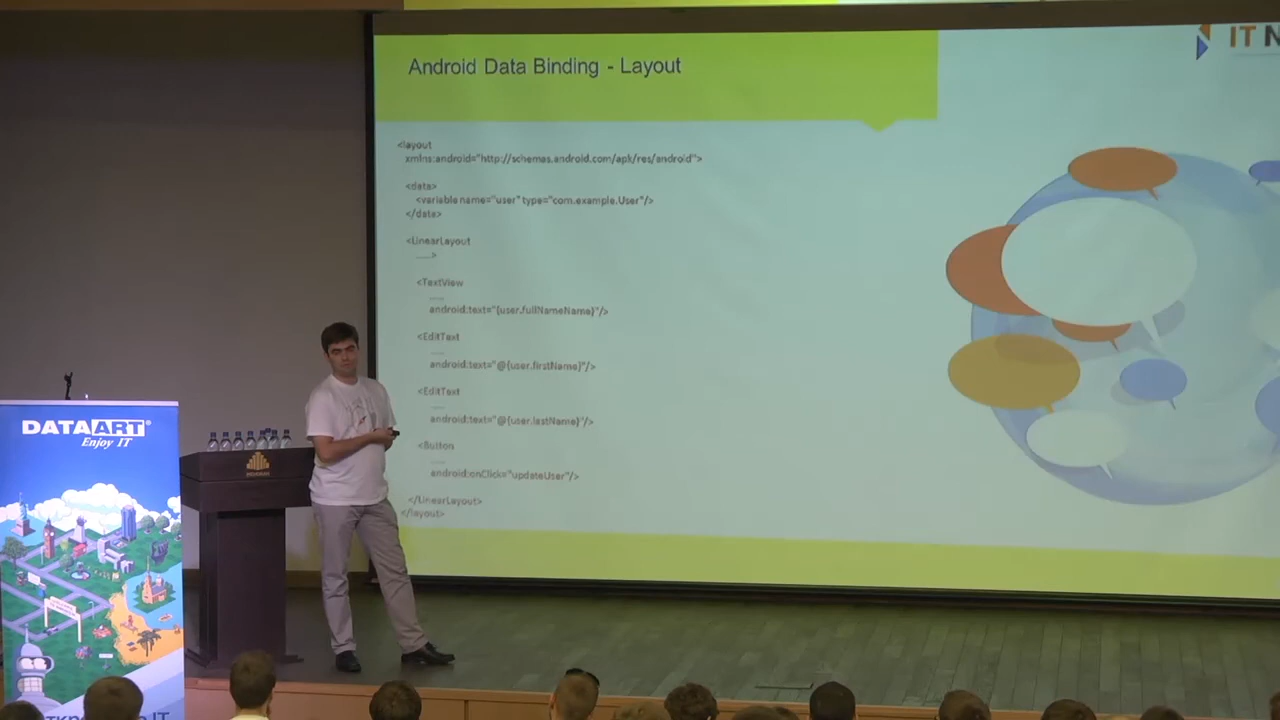 Android Data Binding - Layout
IT N
<layout
xmlns:android="http://schemas.android.com/apk/res/android">
<data>
<variable name="user" type="com.example.User"/>
</data>
<LinearLayout
......>
<TextView
.....
android:text="{user.fullNameName}"/>
<EditText
.....
android:text="@{user.firstName}"/>
<EditText
.....
android:text="@{user.lastName}"/>
<Button
.....
android:onClick="updateUser"/>
</LinearLayout>
</layout>
DATAART®
Enjoy IT